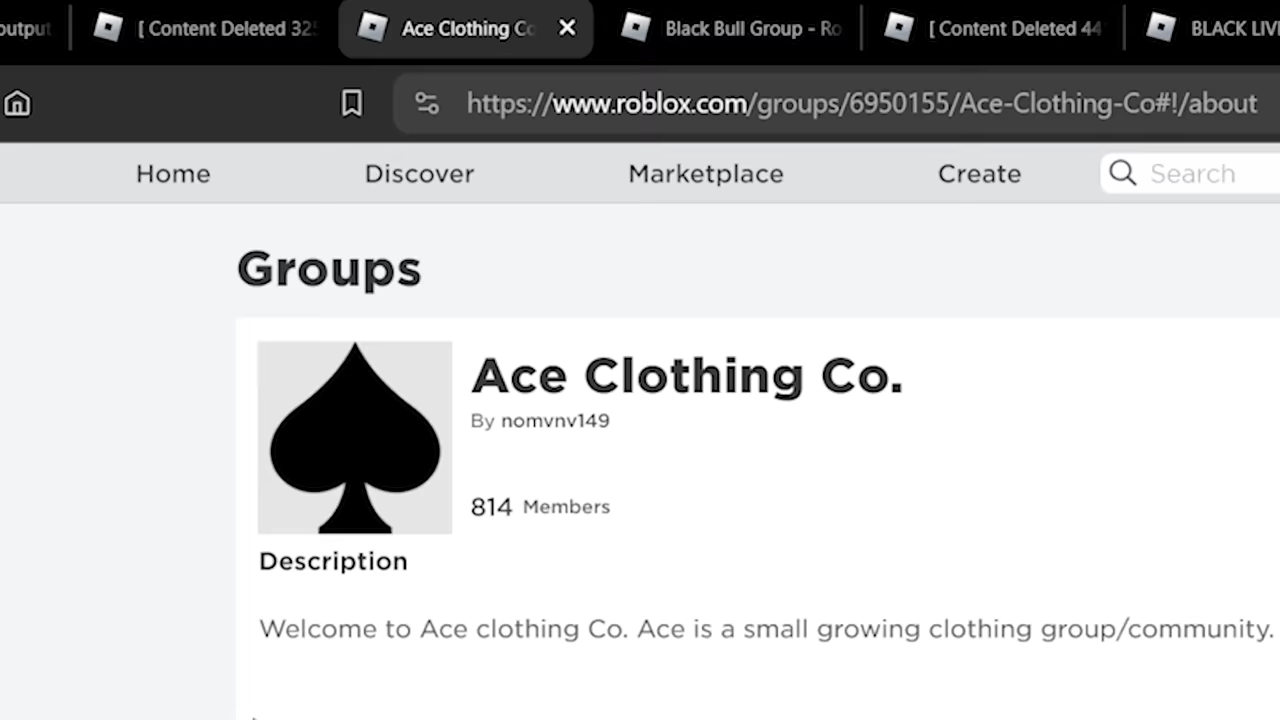 output
[ Content Deleted 325
Ace Clothing Co
Black Bull Group - Ro
[ Content Deleted 44
BLACK LIV
https://www.roblox.com/groups/6950155/Ace-Clothing-Co#!/about
Home
Discover
Marketplace
Create
Search
Groups
Ace Clothing Co.
By nomvnv149
814 Members
Description
Welcome to Ace clothing Co. Ace is a small growing clothing group/community.